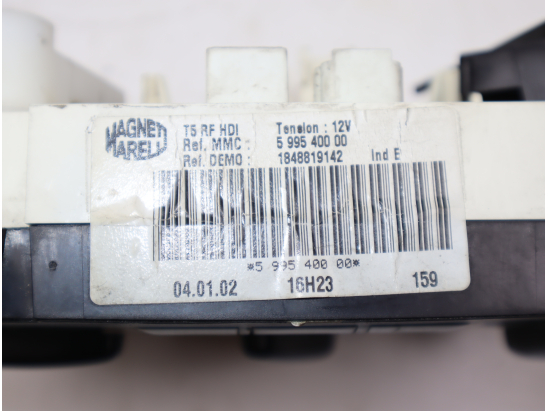 MAGNETI
MARELLI
T5 RF HDI Tension : 12V
Ref. MMC : 5 995 400 00
Ref. DEMO : 1848819142 Ind E
*5 995 400 00*
04.01.02 16H23 159